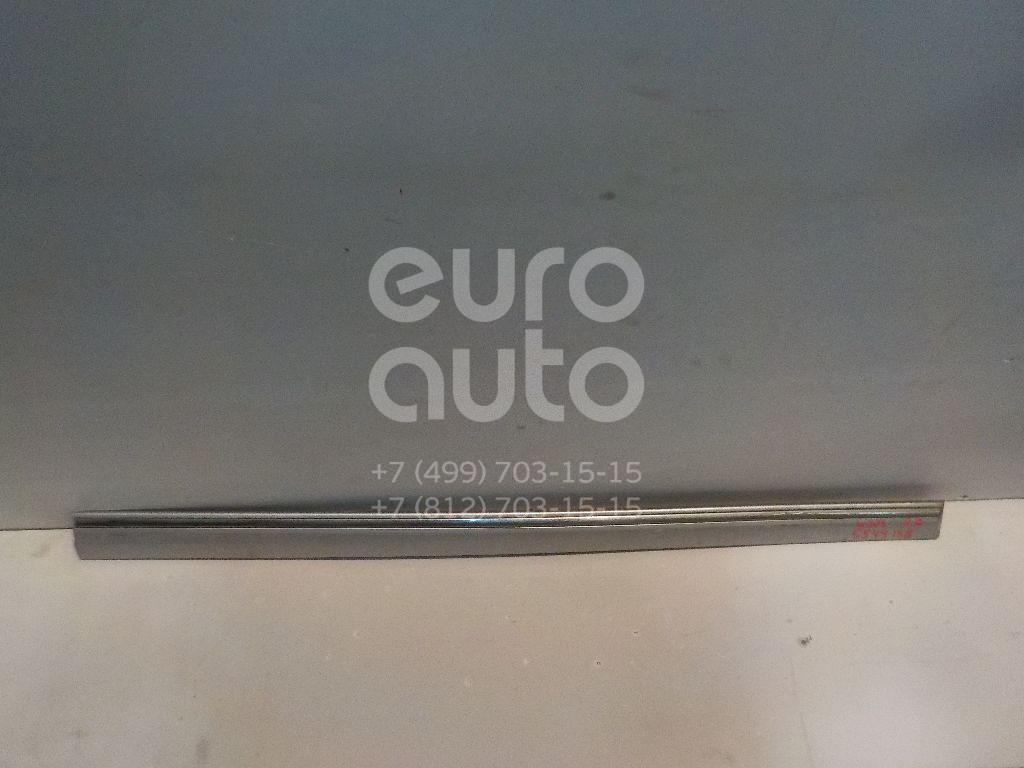 euro
auto
+7 (499) 703-15-15
+7 (812) 703-15-15